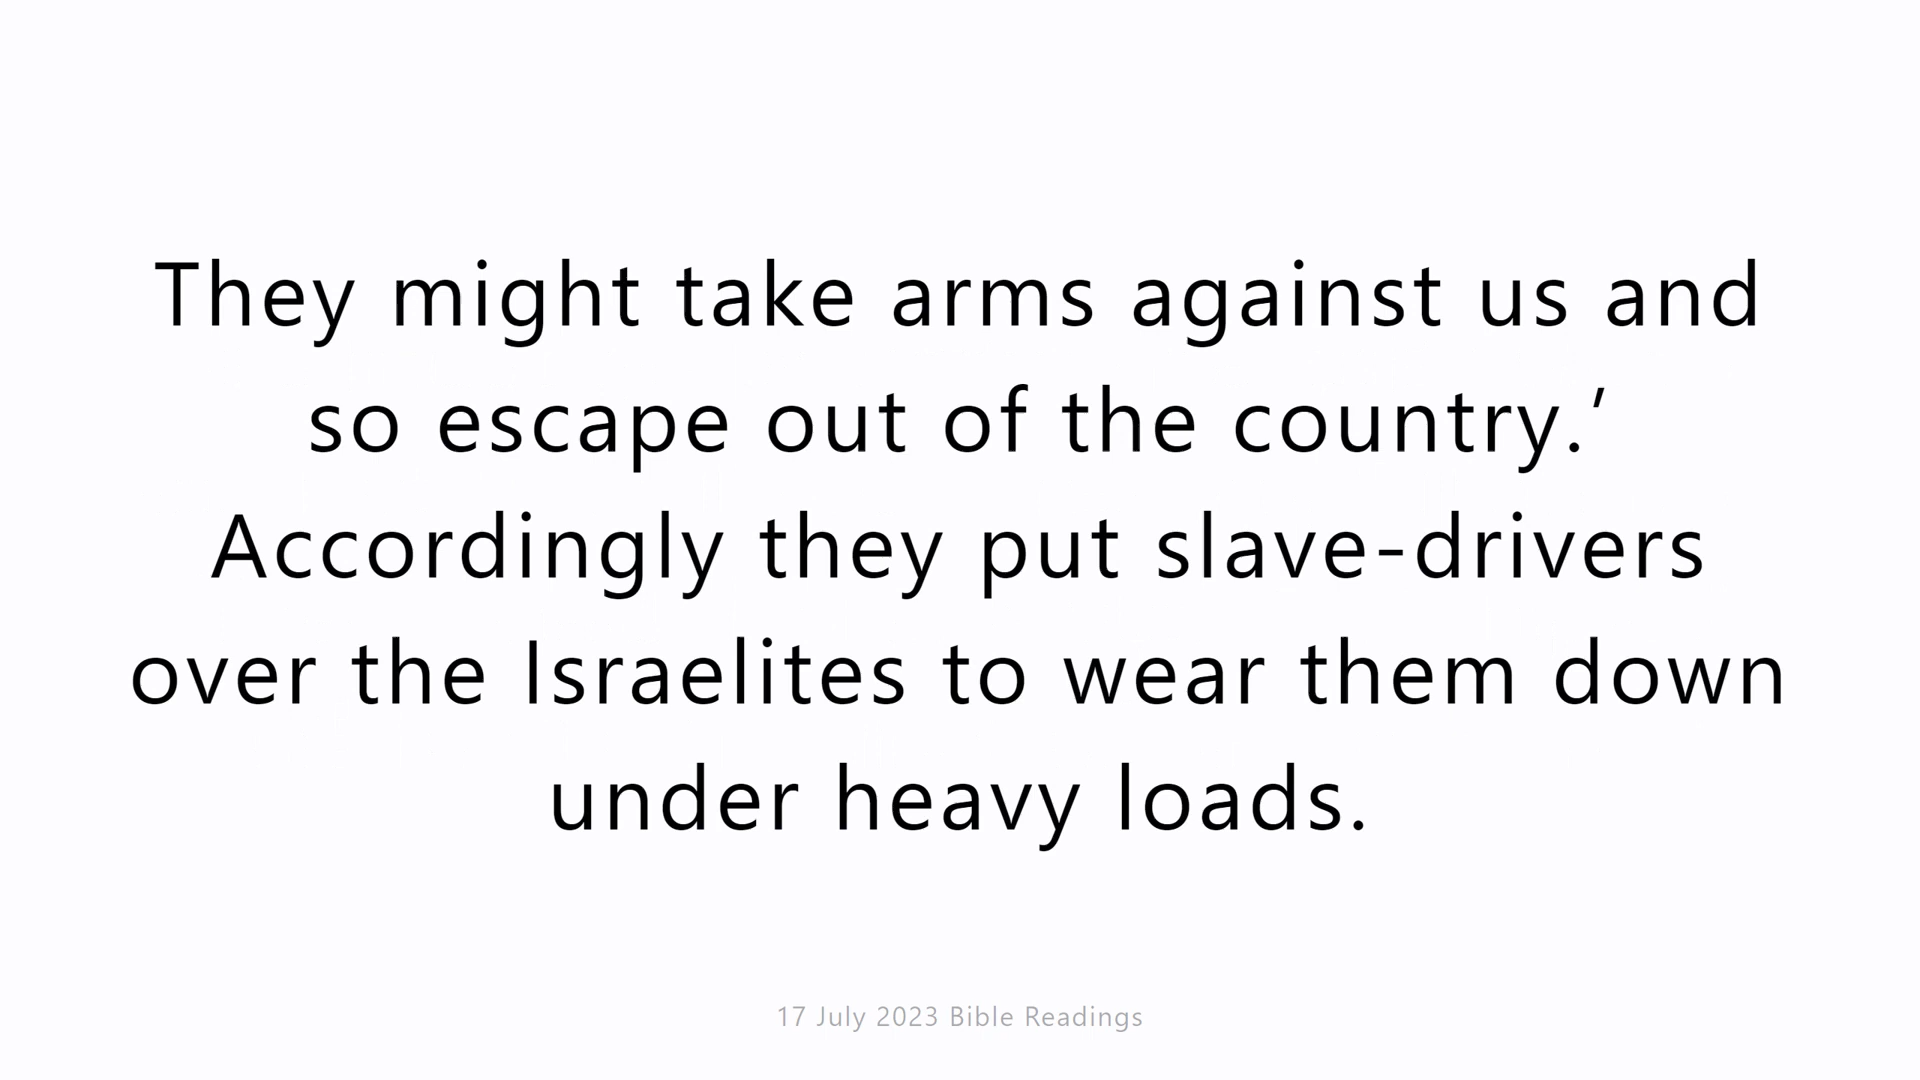 They might take arms against us and
so escape out of the country.’
Accordingly they put slave-drivers
over the Israelites to wear them down
under heavy loads.
17 July 2023 Bible Readings